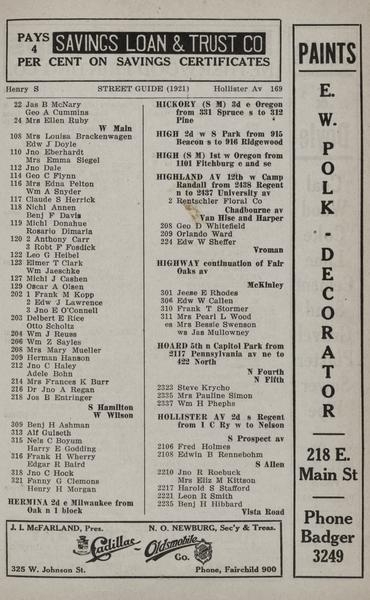 PAYS 4 SAVINGS LOAN & TRUST CO
PER CENT ON SAVINGS CERTIFICATES
Henry S STREET GUIDE (1921) Hollister Av 169
22 Jas B McNary
Geo A Cummins
24 Mrs Ellen Ruby
W Main
108 Mrs Louisa Brackenwagen
Edw J Doyle
110 Jno Eberhardt
Mrs Emma Siegel
112 Jno Dale
114 Geo C Flynn
116 Mrs Edna Pelton
Wm A Snyder
117 Claude S Herrick
118 Nichl Annen
Benj F Davis
119 Michl Donahue
Rosario Dimaria
120 2 Anthony Carr
3 Robt F Fosdick
122 Leo G Heibel
123 Elmer T Clark
Wm Jaeschke
127 Michl J Cashen
129 Oscar A Olsen
202 1 Frank M Kopp
2 Edw J Lawrence
3 Jno E O'Connell
203 Delbert E Rice
Otto Scholtz
204 Wm J Reuss
206 Wm Z Sayles
208 Mrs Mary Mueller
209 Herman Hanson
212 Jno C Haley
Adele Bohn
214 Mrs Frances K Burr
216 Dr Jno A Regan
218 Jos B Entringer
S Hamilton
W Wilson
309 Benj H Ashman
313 Alf Gulseth
315 Nels C Boyum
Harry E Godding
316 Frank H Wherry
Edgar R Baird
318 Jno C Hock
321 Fanny G Clemons
Henry H Morgan
HERMINA 2d e Milwaukee from
Oak n 1 block
HICKORY (S M) 3d e Oregon
from 331 Spruce s to 312
Pine
HIGH 2d w S Park from 915
Beacon s to 916 Ridgewood
HIGH (S M) 1st w Oregon from
1101 Fitchburg e and se
HIGHLAND AV 12th w Camp
Randall from 2438 Regent
n to 2437 University av
2 Rentschler Floral Co
Chadbourne av
Van Hise and Harper
208 Geo D Whitefield
209 Orlando Ward
224 Edw W Sheffer
Vroman
HIGHWAY continuation of Fair
Oaks av
McKinley
301 Jesse E Rhodes
306 Edw W Callen
310 Frank T Stormer
311 Mrs Pearl L Wood
es Mrs Bessie Swenson
ws Jas Mullowney
HOARD 5th n Capitol Park from
2117 Pennsylvania av ne to
422 North
N Fourth
N Fifth
2323 Steve Krycho
2335 Mrs Pauline Simon
2337 Wm H Phephs
HOLLISTER AV 2d s Regent
from I C Ry w to Nelson
S Prospect av
2106 Fred Holmes
2108 Edwin B Rennebohm
S Allen
2210 Jno R Roebuck
Mrs Eliz M Kittson
2217 Harold S Stafford
2221 Leon R Smith
2235 Benj H Hibbard
Vista Road
PAINTS
E. W. POLK - DECORATOR
218 E.
Main St
Phone
Badger
3249
J. I. McFARLAND, Pres. N. O. NEWBURG, Sec'y & Treas.
Cadillac - Oldsmobile
Co.
325 W. Johnson St. Phone, Fairchild 900